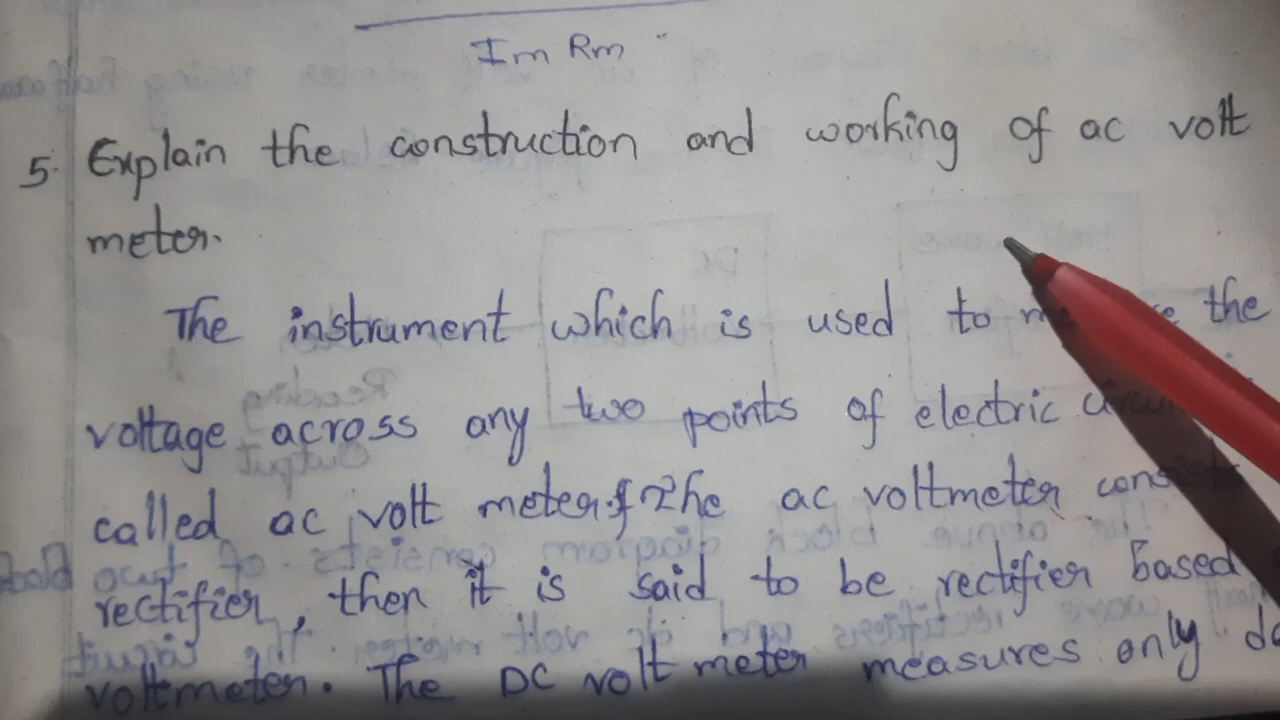 Im Rm
5. Explain the construction and working of ac volt
meter.
The instrument which is used to the
voltage across any two points of electric
called ac volt meter. If the ac voltmeter
rectifier, then it is said to be rectifier based
voltmeter. The DC volt meter measures only